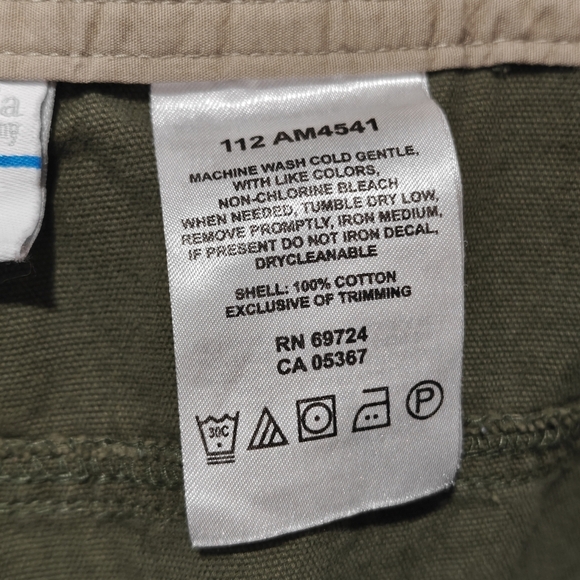 112 AM4541
MACHINE WASH COLD GENTLE,
WITH LIKE COLORS,
NON-CHLORINE BLEACH
WHEN NEEDED, TUMBLE DRY LOW,
REMOVE PROMPTLY, IRON MEDIUM,
IF PRESENT DO NOT IRON DECAL,
DRYCLEANABLE
SHELL: 100% COTTON
EXCLUSIVE OF TRIMMING
RN 69724
CA 05367
30C P